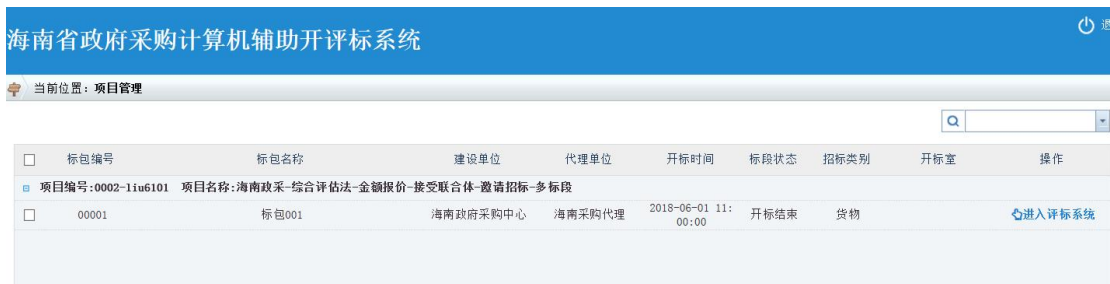 海南省政府采购计算机辅助开评标系统
当前位置：项目管理
标包编号 标包名称 建设单位 代理单位 开标时间 标段状态 招标类别 开标室 操作
项目编号:0002-liu6101 项目名称:海南政采-综合评估法-金额报价-接受联合体-邀请招标-多标段
00001 标包001 海南政府采购中心 海南采购代理 2018-06-01 11:00:00 开标结束 货物 进入评标系统